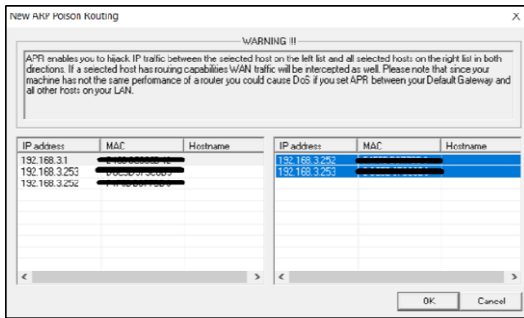 New ARP Poison Routing
WARNING !!!
APR enables you to hijack IP traffic between the selected host on the left list and all selected hosts on the right list in both
directions. If a selected host has routing capabilities WAN traffic will be intercepted as well. Please note that since your
machine has not the same performance of a router you could cause DoS if you set APR between your Default Gateway and
all other hosts on your LAN.
IP address MAC Hostname
192.168.3.1
192.168.3.253
192.168.3.252
IP address MAC Hostname
192.168.3.252
192.168.3.253
OK Cancel